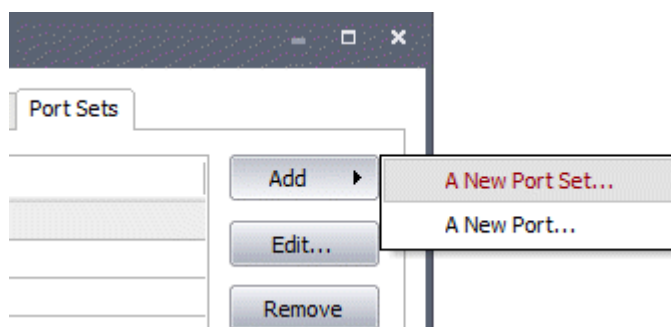 Port Sets
Add
A New Port Set...
A New Port...
Edit...
Remove